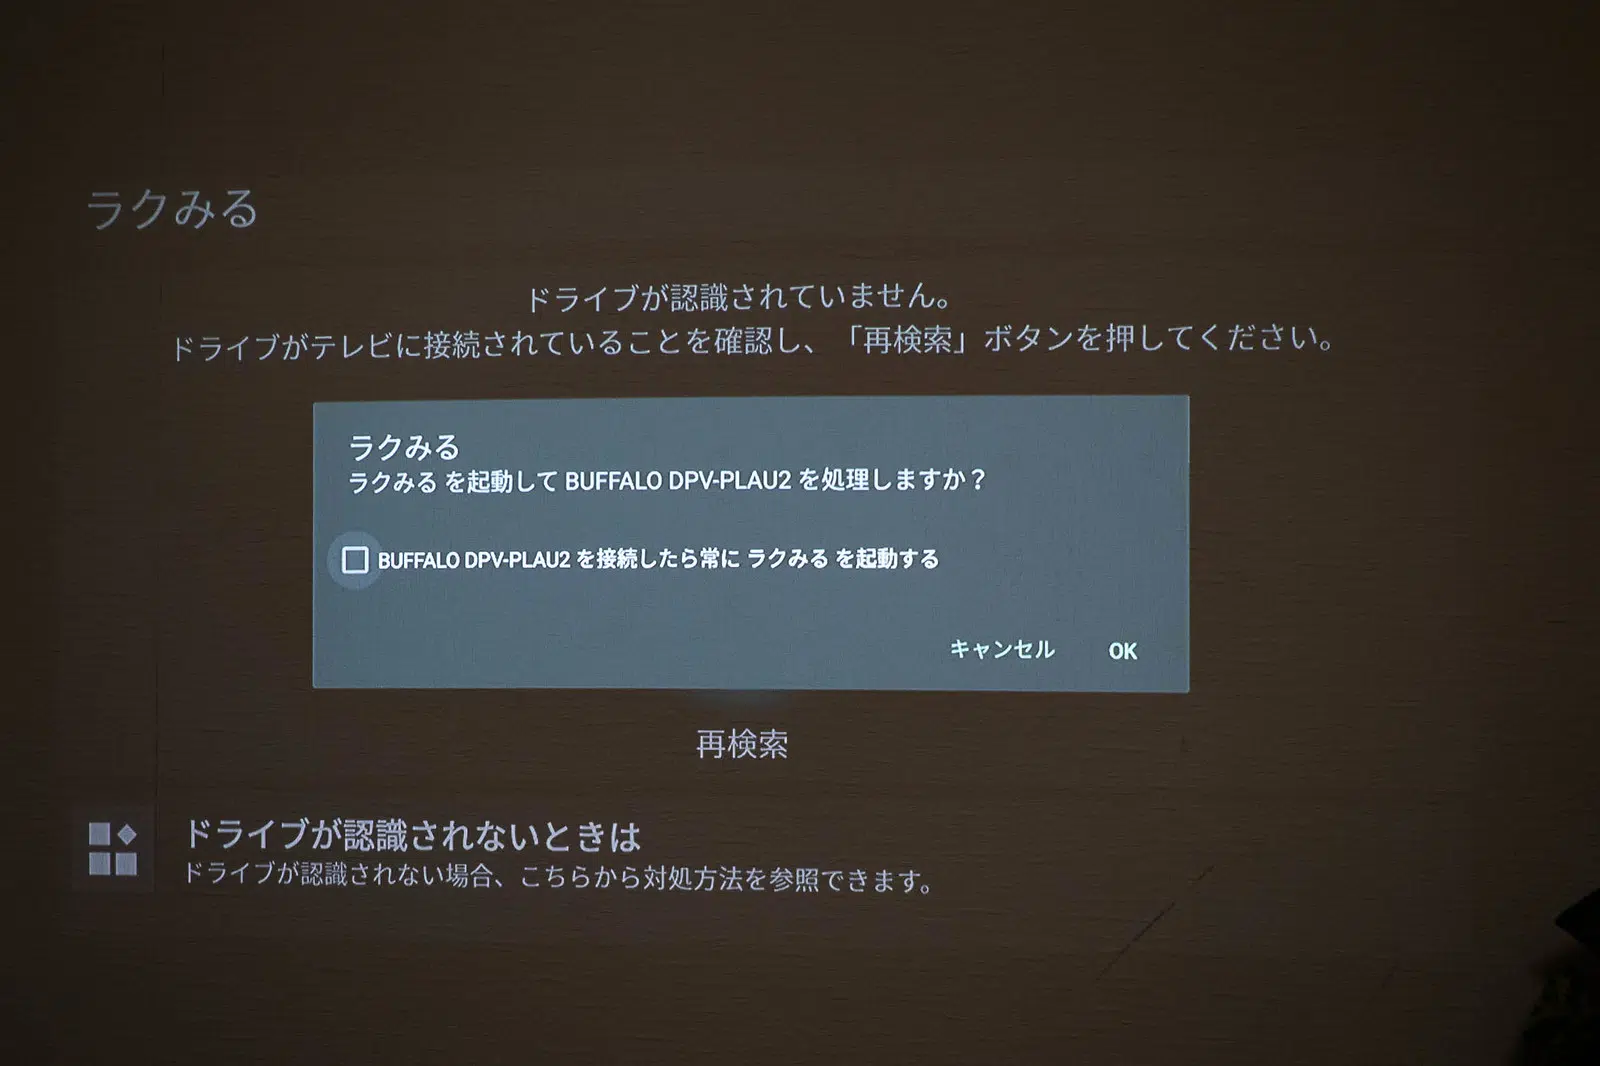 ラクみる
ドライブが認識されていません。
ドライブがテレビに接続されていることを確認し、「再検索」ボタンを押してください。
ラクみる
ラクみる を起動して BUFFALO DPV-PLAU2 を処理しますか？
BUFFALO DPV-PLAU2 を接続したら常に ラクみる を起動する
キャンセル OK
再検索
ドライブが認識されないときは
ドライブが認識されない場合、こちらから対処方法を参照できます。